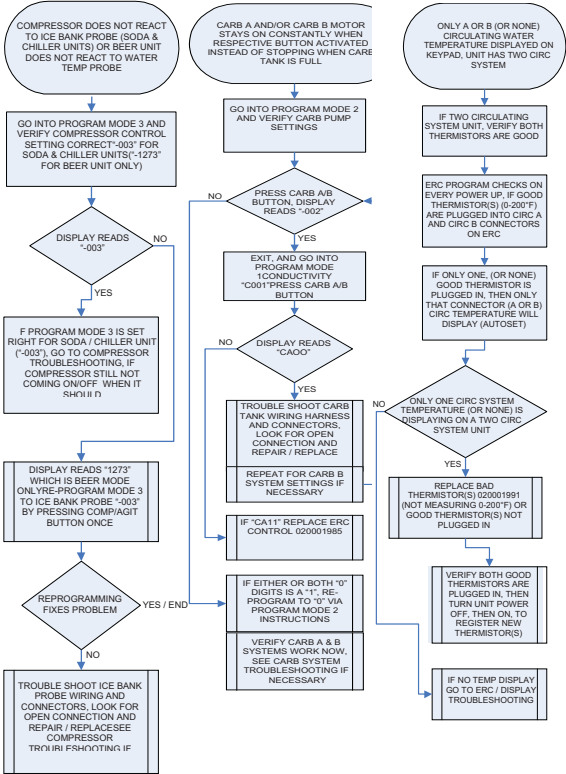 COMPRESSOR DOES NOT REACT
TO ICE BANK PROBE (SODA &
CHILLER UNITS) OR BEER UNIT
DOES NOT REACT TO WATER
TEMP PROBE
GO INTO PROGRAM MODE 3 AND
VERIFY COMPRESSOR CONTROL
SETTING CORRECT"-003" FOR
SODA & CHILLER UNITS("-1273"
FOR BEER UNIT ONLY)
DISPLAY READS
"-003"
NO
YES
F PROGRAM MODE 3 IS SET
RIGHT FOR SODA / CHILLER UNIT
("-003"), GO TO COMPRESSOR
TROUBLESHOOTING, IF
COMPRESSOR STILL NOT
COMING ON/OFF WHEN IT
SHOULD
DISPLAY READS "1273"
WHICH IS BEER MODE
ONLYRE-PROGRAM MODE 3
TO ICE BANK PROBE "-003"
BY PRESSING COMP/AGIT
BUTTON ONCE
REPROGRAMMING
FIXES PROBLEM
YES / END
NO
TROUBLE SHOOT ICE BANK
PROBE WIRING AND
CONNECTORS, LOOK FOR
OPEN CONNECTION AND
REPAIR / REPLACESEE
COMPRESSOR
TROUBLESHOOTING IF
CARB A AND/OR CARB B MOTOR
STAYS ON CONSTANTLY WHEN
RESPECTIVE BUTTON ACTIVATED
INSTEAD OF STOPPING WHEN CARB
TANK IS FULL
GO INTO PROGRAM MODE 2
AND VERIFY CARB PUMP
SETTINGS
NO
PRESS CARB A/B
BUTTON, DISPLAY
READS "-002"
YES
EXIT, AND GO INTO
PROGRAM MODE
1CONDUCTIVITY
"C001"PRESS CARB A/B
BUTTON
NO
DISPLAY READS
"CAOO"
YES
TROUBLE SHOOT CARB
TANK WIRING HARNESS
AND CONNECTORS,
LOOK FOR OPEN
CONNECTION AND
REPAIR / REPLACE
REPEAT FOR CARB B
SYSTEM SETTINGS IF
NECESSARY
IF "CA11" REPLACE ERC
CONTROL 020001985
IF EITHER OR BOTH "0"
DIGITS IS A "1", RE-
PROGRAM TO "0" VIA
PROGRAM MODE 2
INSTRUCTIONS
VERIFY CARB A & B
SYSTEMS WORK NOW,
SEE CARB SYSTEM
TROUBLESHOOTING IF
NECESSARY
ONLY A OR B (OR NONE)
CIRCULATING WATER
TEMPERATURE DISPLAYED ON
KEYPAD, UNIT HAS TWO CIRC
SYSTEM
IF TWO CIRCULATING
SYSTEM UNIT, VERIFY BOTH
THERMISTORS ARE GOOD
ERC PROGRAM CHECKS ON
EVERY POWER UP, IF GOOD
THERMISTOR(S) (0-200°F)
ARE PLUGGED INTO CIRC A
AND CIRC B CONNECTORS
ON ERC
IF ONLY ONE, (OR NONE)
GOOD THERMISTOR IS
PLUGGED IN, THEN ONLY
THAT CONNECTOR (A OR B)
CIRC TEMPERATURE WILL
DISPLAY (AUTOSET)
NO
ONLY ONE CIRC SYSTEM
TEMPERATURE (OR NONE) IS
DISPLAYING ON A TWO CIRC
SYSTEM UNIT
YES
REPLACE BAD
THERMISTOR(S) 020001991
(NOT MEASURING 0-200°F) OR
GOOD THERMISTOR(S) NOT
PLUGGED IN
VERIFY BOTH GOOD
THERMISTORS ARE
PLUGGED IN, THEN
TURN UNIT POWER
OFF, THEN ON, TO
REGISTER NEW
THERMISTOR(S)
IF NO TEMP DISPLAY
GO TO ERC / DISPLAY
TROUBLESHOOTING